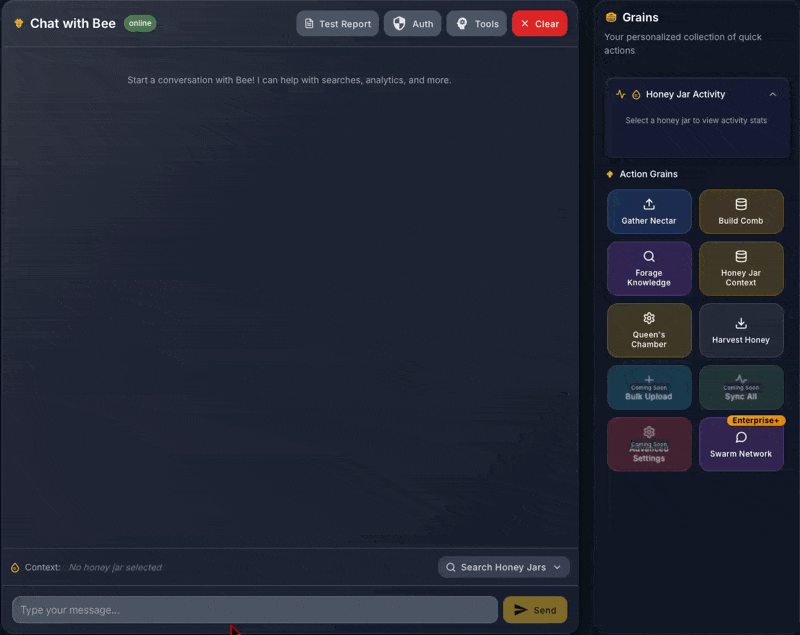 Chat with Bee
online
Test Report
Auth
Tools
Clear
Start a conversation with Bee! I can help with searches, analytics, and more.
Context:
No honey jar selected
Search Honey Jars
Type your message...
Send
Grains
Your personalized collection of quick
actions
Honey Jar Activity
Select a honey jar to view activity stats
Action Grains
Gather Nectar
Build Comb
Forage
Knowledge
Honey Jar
Context
Queen's
Chamber
Harvest Honey
Coming Soon
Bulk Upload
Coming Soon
Sync All
Coming Soon
Advanced
Settings
Enterprise+
Swarm Network